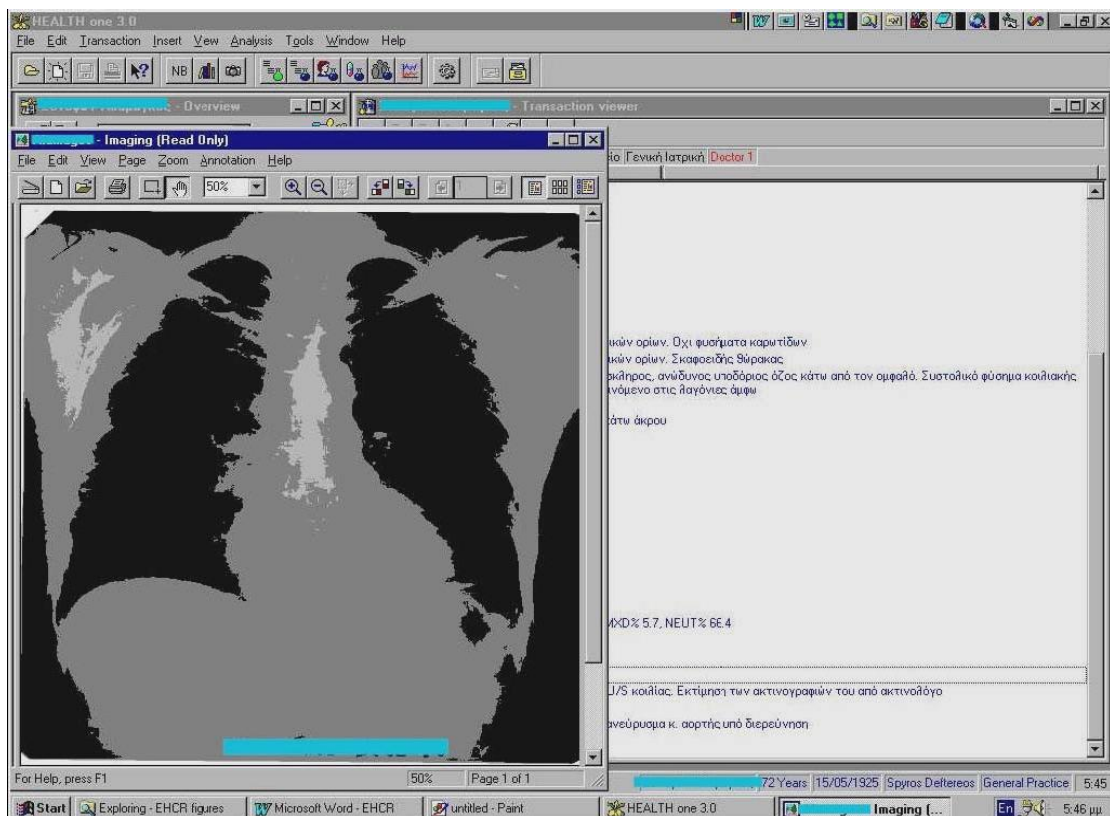 HEALTH one 3.0
File Edit Transaction Insert View Analysis Tools Window Help
NB
- Overview
- Transaction viewer
- Imaging (Read Only)
File Edit View Page Zoom Annotation Help
50%
1
ίο Γενική Ιατρική Doctor 1
ικών ορίων. Οχι φυσήματα καρωτίδων
ικών ορίων. Σκαφοειδής θώρακας
σκληρος, ανώδυνος υποδόριος όζος κάτω από τον ομφαλό. Συστολικό φύσημα κοιλιακής
ινόμενο στις λαγόνιες άμφω
κάτω άκρου
MXD% 5.7, NEUT% 66.4
U/S κοιλίας. Εκτίμηση των ακτινογραφιών του από ακτινολόγο
ανεύρυσμα κ. αορτής υπό διερεύνηση
For Help, press F1
50%
Page 1 of 1
72 Years 15/05/1925 Spyros Deftereos General Practice 5:45
Start Exploring - EHCR figures Microsoft Word - EHCR untitled - Paint HEALTH one 3.0 Imaging (... En 5:46 μμ